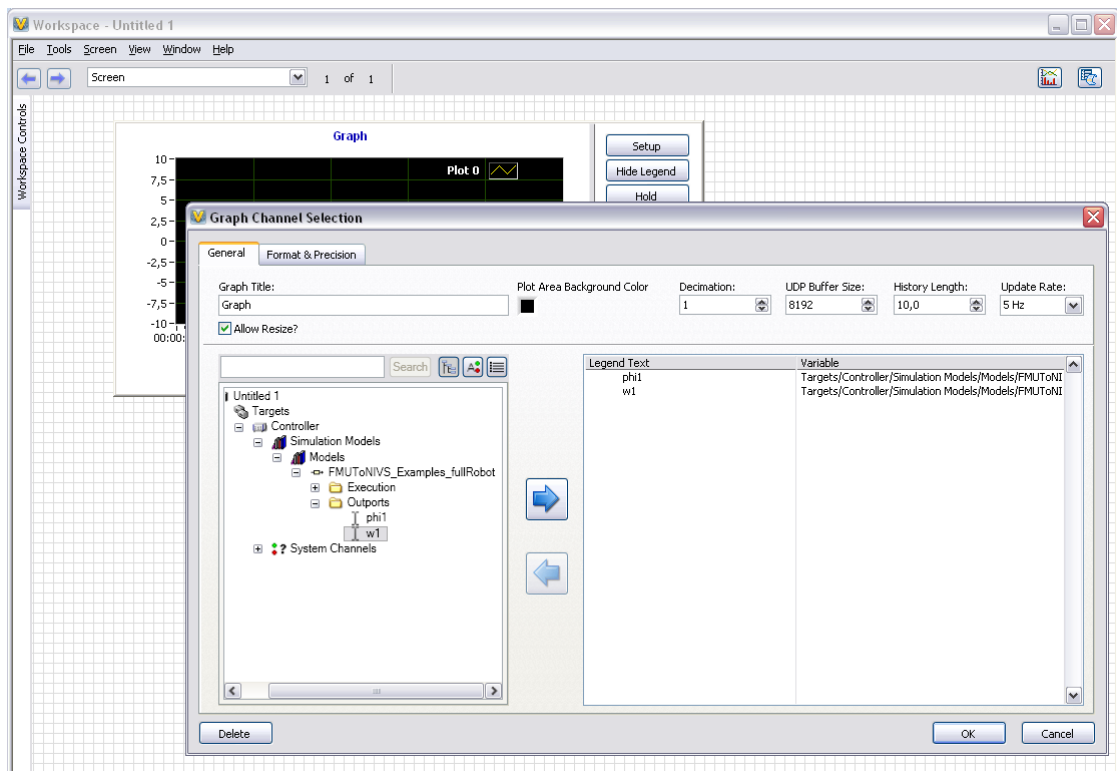 Workspace - Untitled 1
File Tools Screen View Window Help
Screen 1 of 1
Workspace Controls
Graph
Setup
Hide Legend
Hold
Plot 0
10
7,5
5
2,5
0
-2,5
-5
-7,5
-10
00:00:
Graph Channel Selection
General Format & Precision
Graph Title: Plot Area Background Color Decimation: UDP Buffer Size: History Length: Update Rate:
Graph 1 8192 10,0 5 Hz
Allow Resize?
Search
Untitled 1
Targets
Controller
Simulation Models
Models
FMUToNIVS_Examples_fullRobot
Execution
Outports
phi1
w1
System Channels
Legend Text Variable
phi1 Targets/Controller/Simulation Models/Models/FMUToNI
w1 Targets/Controller/Simulation Models/Models/FMUToNI
Delete OK Cancel